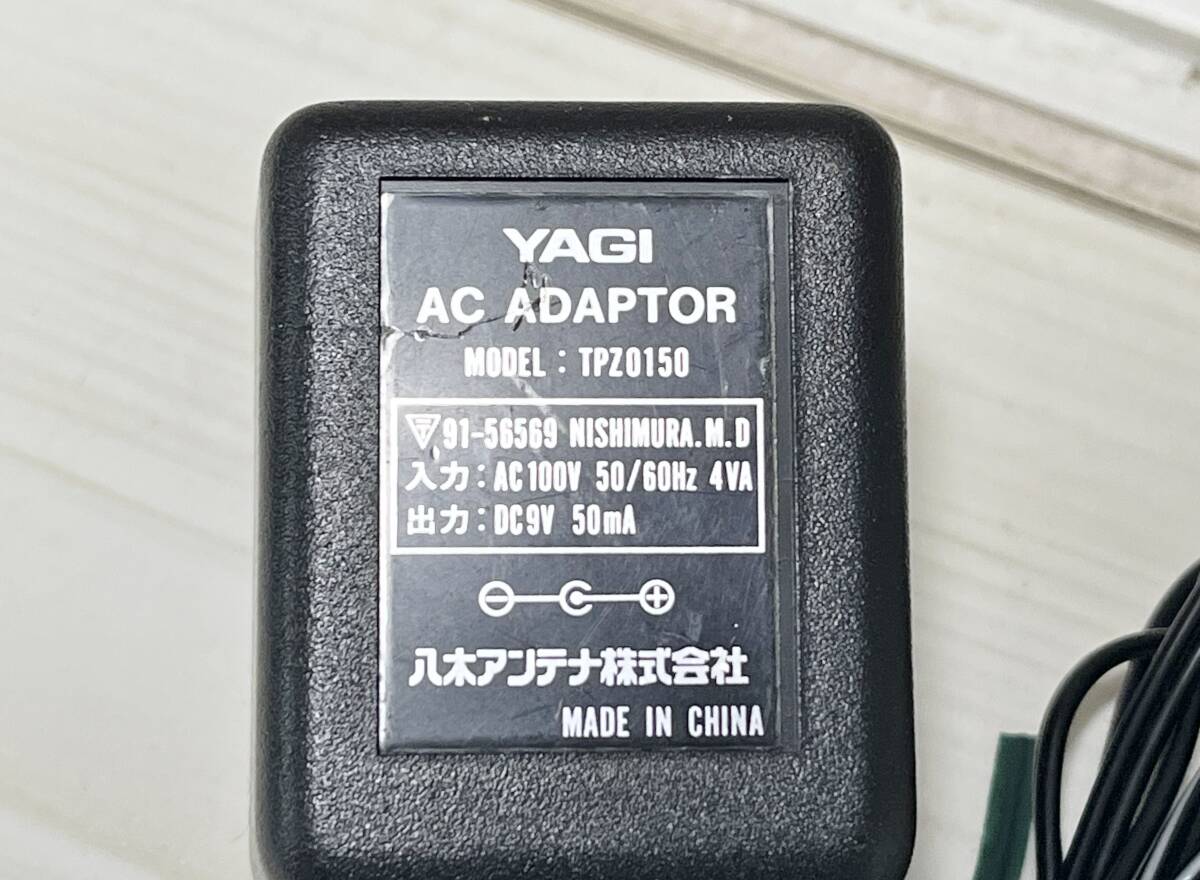 YAGI
AC ADAPTOR
MODEL : TPZ0150
91-56569 NISHIMURA.M.D
入力 : AC100V 50/60Hz 4VA
出力 : DC9V 50mA
八木アンテナ株式会社
MADE IN CHINA